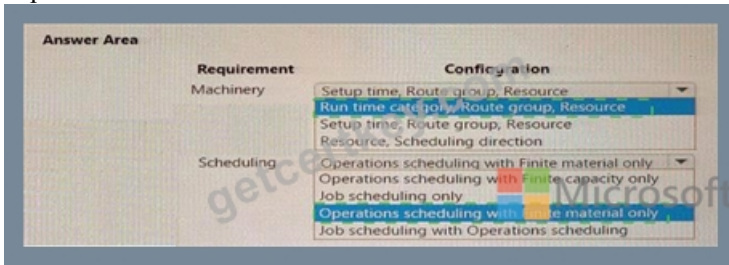 Answer Area
Requirement Configuration
Machinery Setup time, Route group, Resource
Run time category, Route group, Resource
Setup time, Route group, Resource
Resource, Scheduling direction
Scheduling Operations scheduling with Finite material only
Operations scheduling with Finite capacity only
Job scheduling only
Operations scheduling with Finite material only
Job scheduling with Operations scheduling
Microsoft